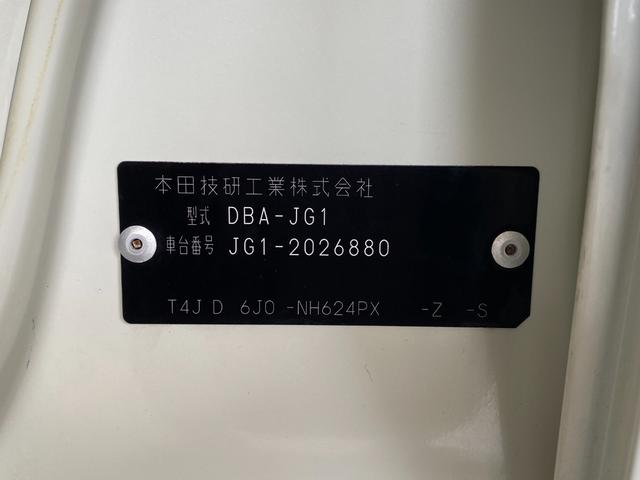 本田技研工業株式会社
型式 DBA-JG1
車台番号 JG1-2026880
T4J D 6J0 -NH624PX -Z -S